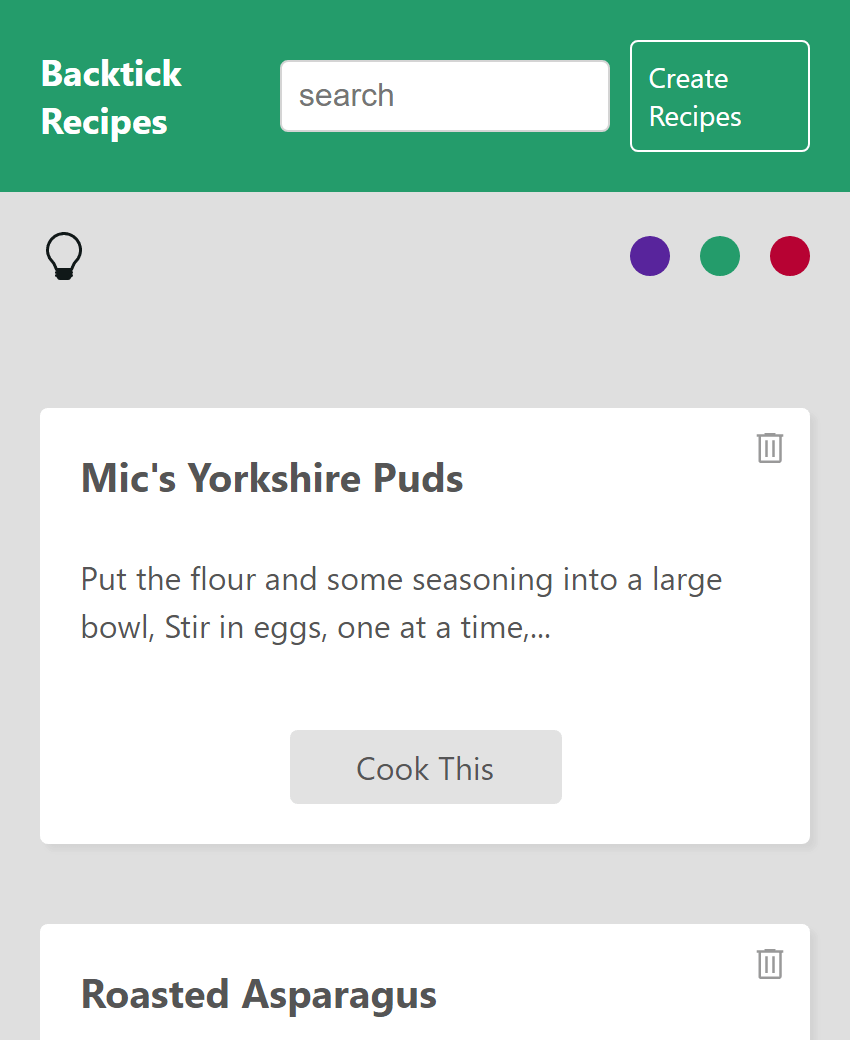 Backtick
Recipes
search
Create
Recipes
Mic's Yorkshire Puds
Put the flour and some seasoning into a large
bowl, Stir in eggs, one at a time,...
Cook This
Roasted Asparagus